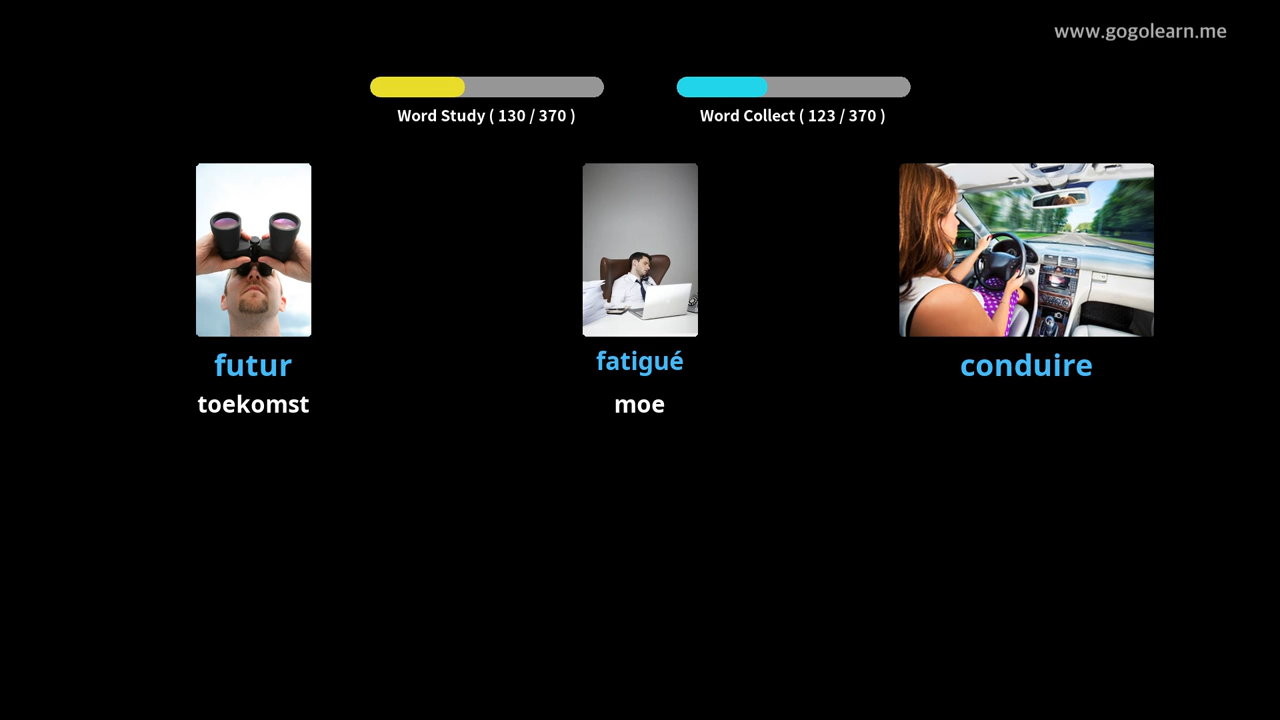 www.gogolearn.me
Word Study ( 130 / 370 )
Word Collect ( 123 / 370 )
futur
fatigué
conduire
toekomst
moe